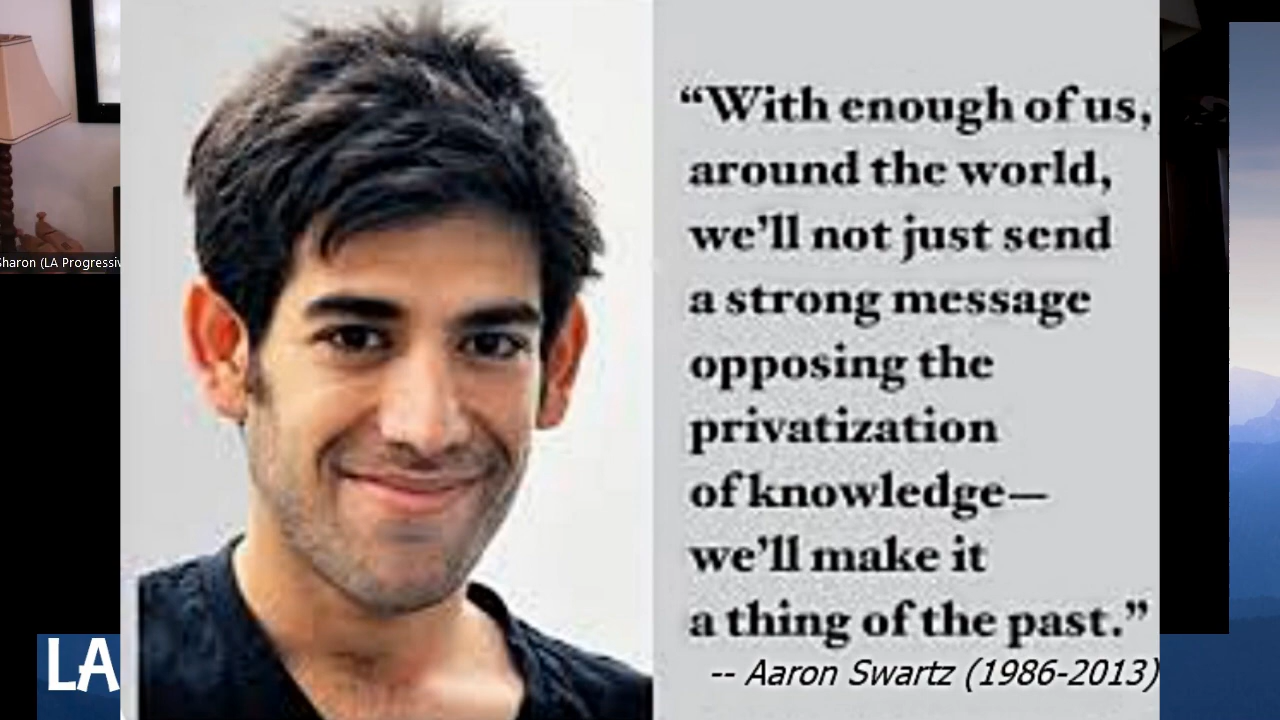 “With enough of us,
around the world,
we’ll not just send
a strong message
opposing the
privatization
of knowledge—
we’ll make it
a thing of the past.”
-- Aaron Swartz (1986-2013)
Sharon (LA Progressiv
LA